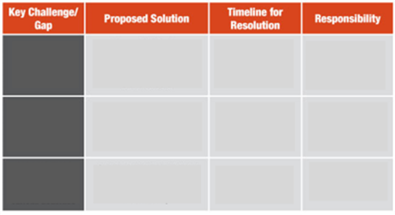 Key Challenge/
Gap
Proposed Solution
Timeline for
Resolution
Responsibility